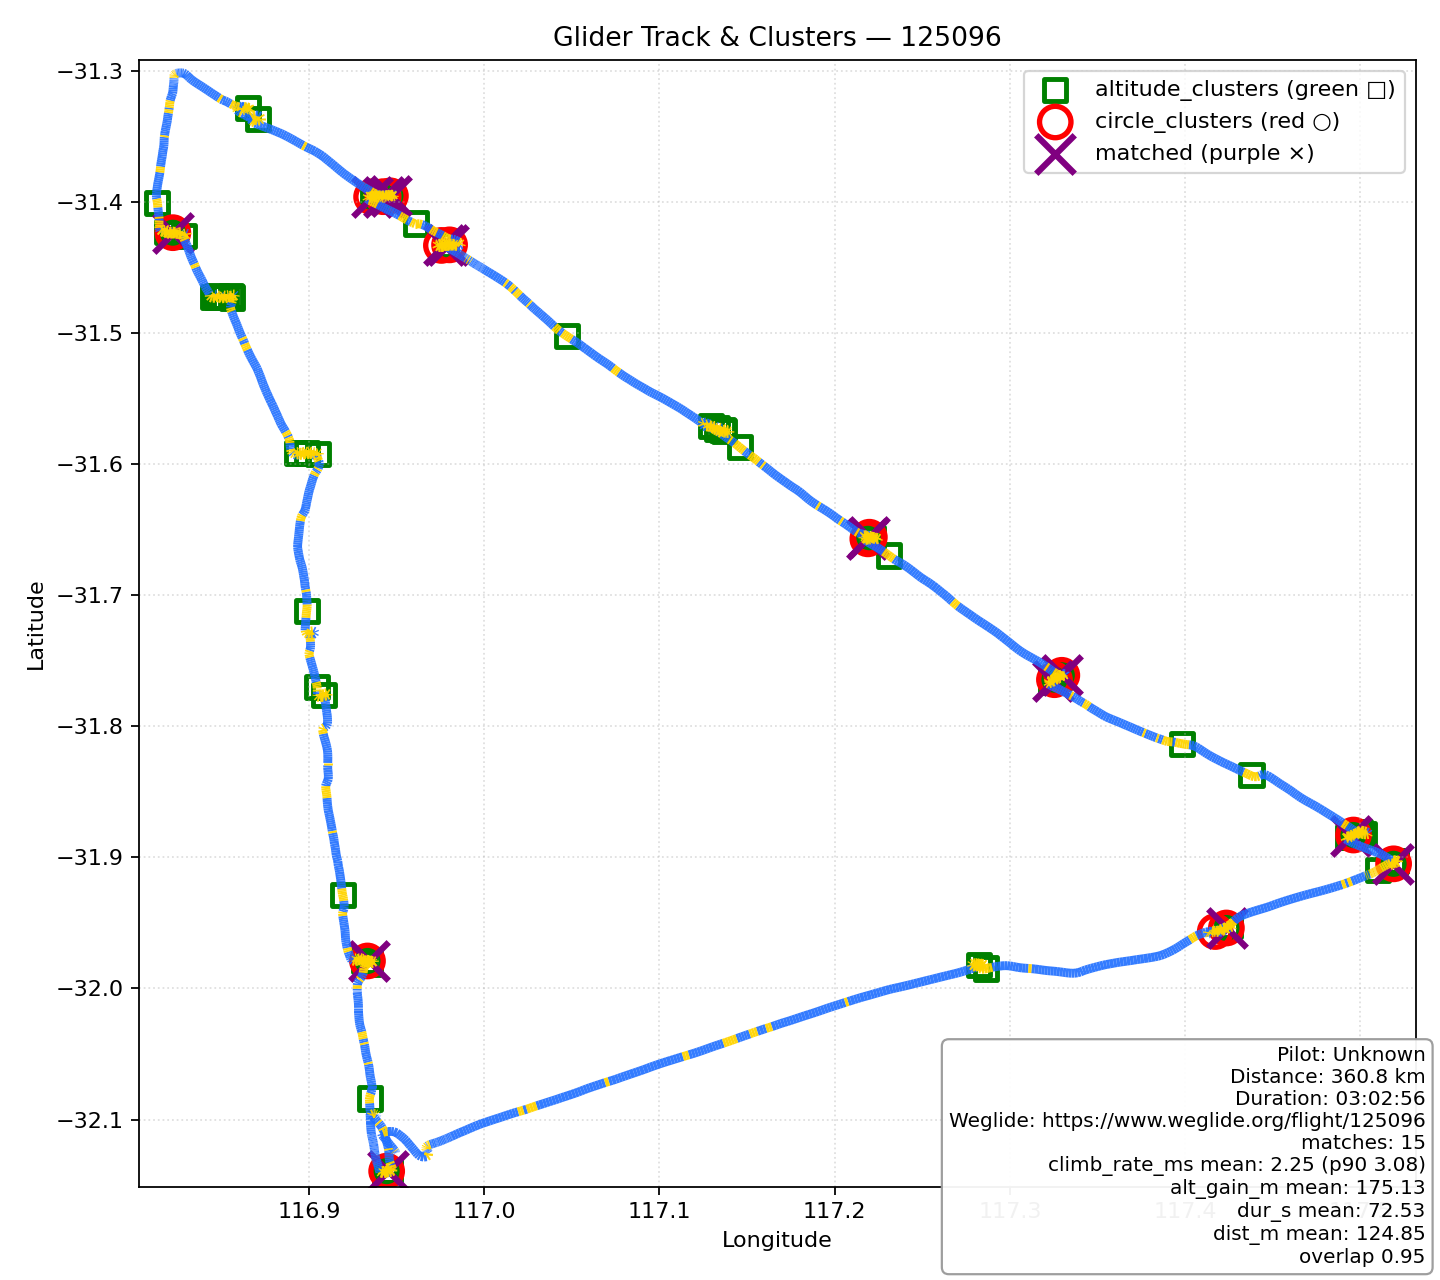 Glider Track & Clusters — 125096
altitude_clusters (green □)
circle_clusters (red ○)
matched (purple ×)
Latitude
−31.3
−31.4
−31.5
−31.6
−31.7
−31.8
−31.9
−32.0
−32.1
116.9
117.0
117.1
117.2
117.3
117.4
Longitude
Pilot: Unknown
Distance: 360.8 km
Duration: 03:02:56
Weglide: https://www.weglide.org/flight/125096
matches: 15
climb_rate_ms mean: 2.25 (p90 3.08)
alt_gain_m mean: 175.13
dur_s mean: 72.53
dist_m mean: 124.85
overlap 0.95